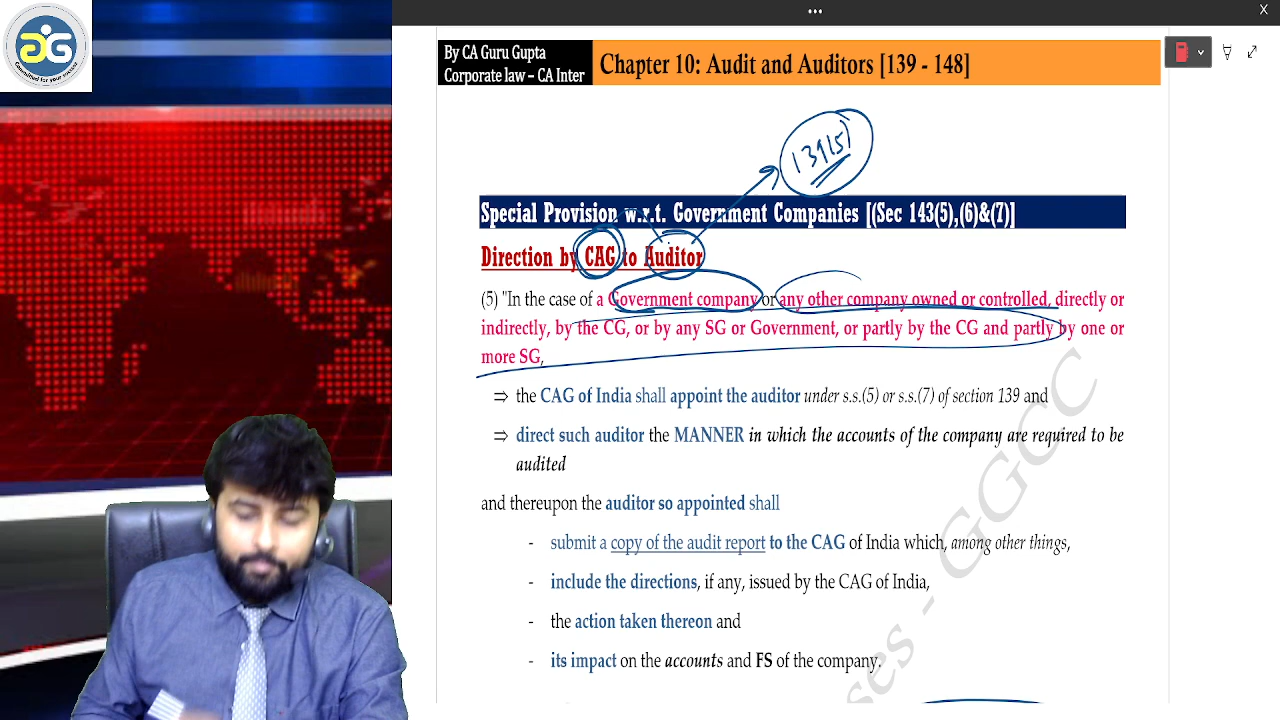 X
By CA Guru Gupta
Corporate law – CA Inter
Chapter 10: Audit and Auditors [139 - 148]
139(5)
Special Provision w.r.t. Government Companies [(Sec 143(5),(6)&(7)]
Direction by CAG to Auditor
(5) "In the case of a Government company or any other company owned or controlled, directly or
indirectly, by the CG, or by any SG or Government, or partly by the CG and partly by one or
more SG,
⇒ the CAG of India shall appoint the auditor under s.s.(5) or s.s.(7) of section 139 and
⇒ direct such auditor the MANNER in which the accounts of the company are required to be
audited
and thereupon the auditor so appointed shall
- submit a copy of the audit report to the CAG of India which, among other things,
- include the directions, if any, issued by the CAG of India,
- the action taken thereon and
- its impact on the accounts and FS of the company.
ses - GGCC